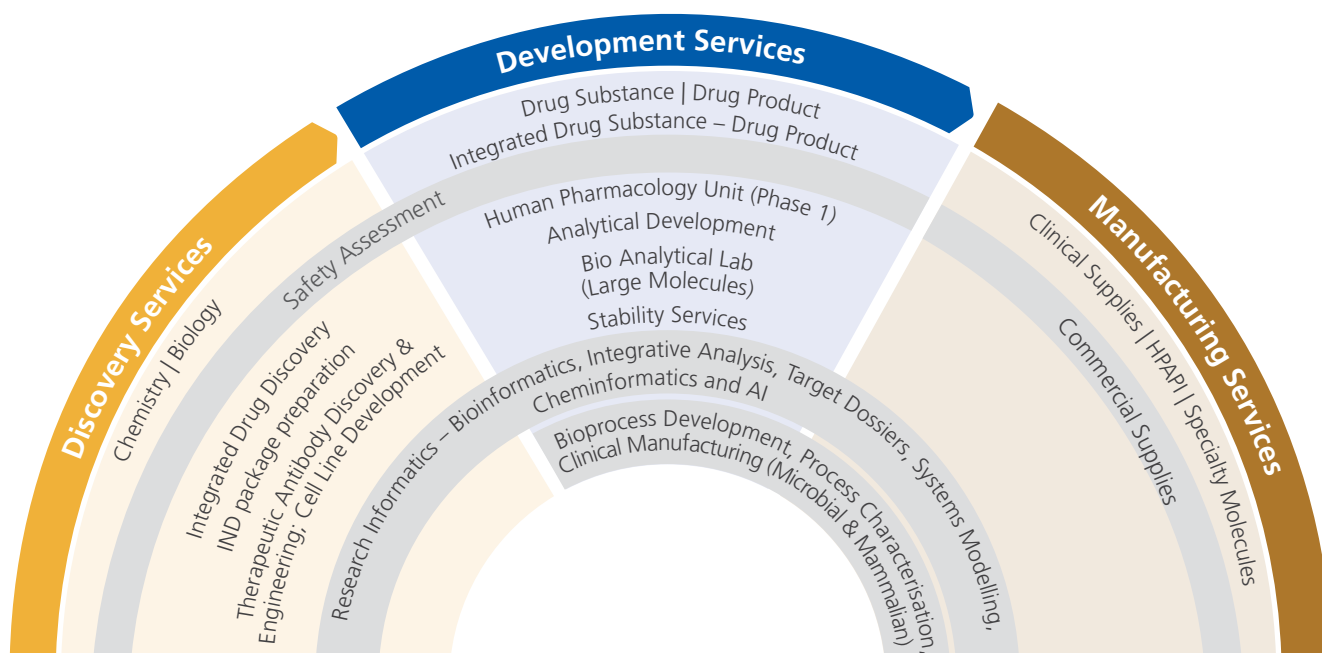 Development Services
Drug Substance | Drug Product
Integrated Drug Substance – Drug Product
Human Pharmacology Unit (Phase 1)
Analytical Development
Bio Analytical Lab
(Large Molecules)
Stability Services
Discovery Services
Chemistry | Biology
Safety Assessment
Integrated Drug Discovery
IND package preparation
Therapeutic Antibody Discovery &
Engineering; Cell Line Development
Research Informatics – Bioinformatics, Integrative Analysis, Target Dossiers, Systems Modelling,
Cheminformatics and AI
Bioprocess Development, Process Characterisation,
Clinical Manufacturing (Microbial & Mammalian)
Manufacturing Services
Clinical Supplies | HPAPI | Specialty Molecules
Commercial Supplies